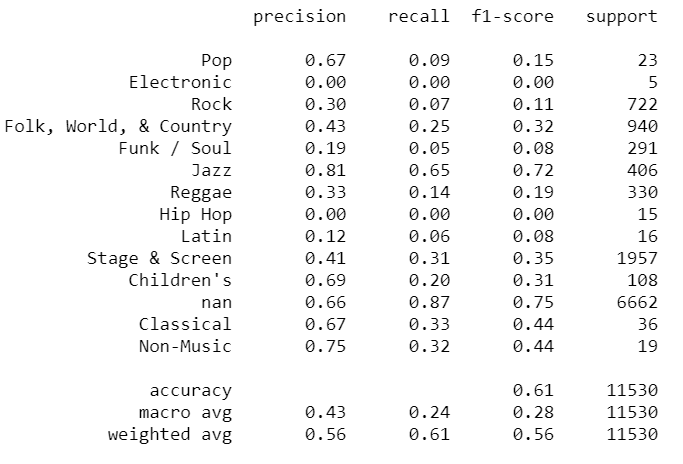 precision recall f1-score support
Pop 0.67 0.09 0.15 23
Electronic 0.00 0.00 0.00 5
Rock 0.30 0.07 0.11 722
Folk, World, & Country 0.43 0.25 0.32 940
Funk / Soul 0.19 0.05 0.08 291
Jazz 0.81 0.65 0.72 406
Reggae 0.33 0.14 0.19 330
Hip Hop 0.00 0.00 0.00 15
Latin 0.12 0.06 0.08 16
Stage & Screen 0.41 0.31 0.35 1957
Children's 0.69 0.20 0.31 108
nan 0.66 0.87 0.75 6662
Classical 0.67 0.33 0.44 36
Non-Music 0.75 0.32 0.44 19
accuracy 0.61 11530
macro avg 0.43 0.24 0.28 11530
weighted avg 0.56 0.61 0.56 11530